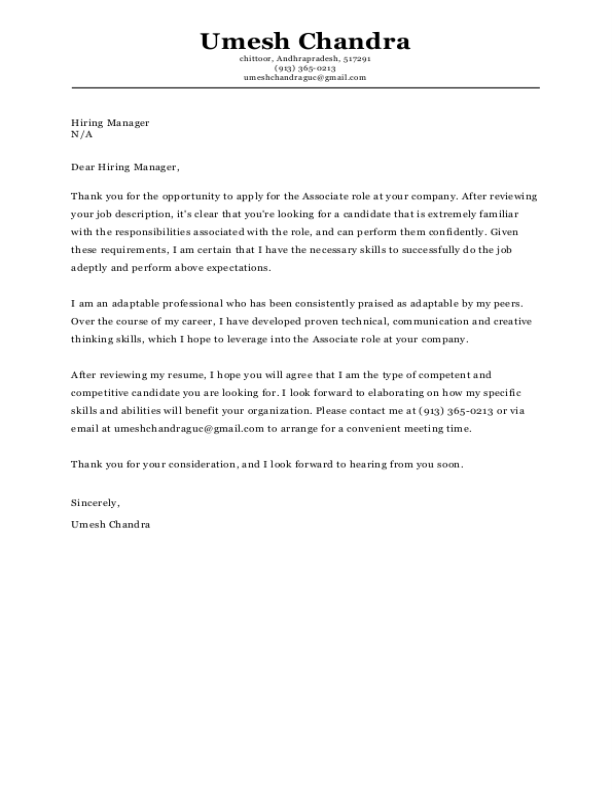 Umesh Chandra
chittoor, Andhrapradesh, 517291
(913) 365-0213
umeshchandraguc@gmail.com
Hiring Manager
N/A
Dear Hiring Manager,
Thank you for the opportunity to apply for the Associate role at your company. After reviewing
your job description, it's clear that you're looking for a candidate that is extremely familiar
with the responsibilities associated with the role, and can perform them confidently. Given
these requirements, I am certain that I have the necessary skills to successfully do the job
adeptly and perform above expectations.
I am an adaptable professional who has been consistently praised as adaptable by my peers.
Over the course of my career, I have developed proven technical, communication and creative
thinking skills, which I hope to leverage into the Associate role at your company.
After reviewing my resume, I hope you will agree that I am the type of competent and
competitive candidate you are looking for. I look forward to elaborating on how my specific
skills and abilities will benefit your organization. Please contact me at (913) 365-0213 or via
email at umeshchandraguc@gmail.com to arrange for a convenient meeting time.
Thank you for your consideration, and I look forward to hearing from you soon.
Sincerely,
Umesh Chandra